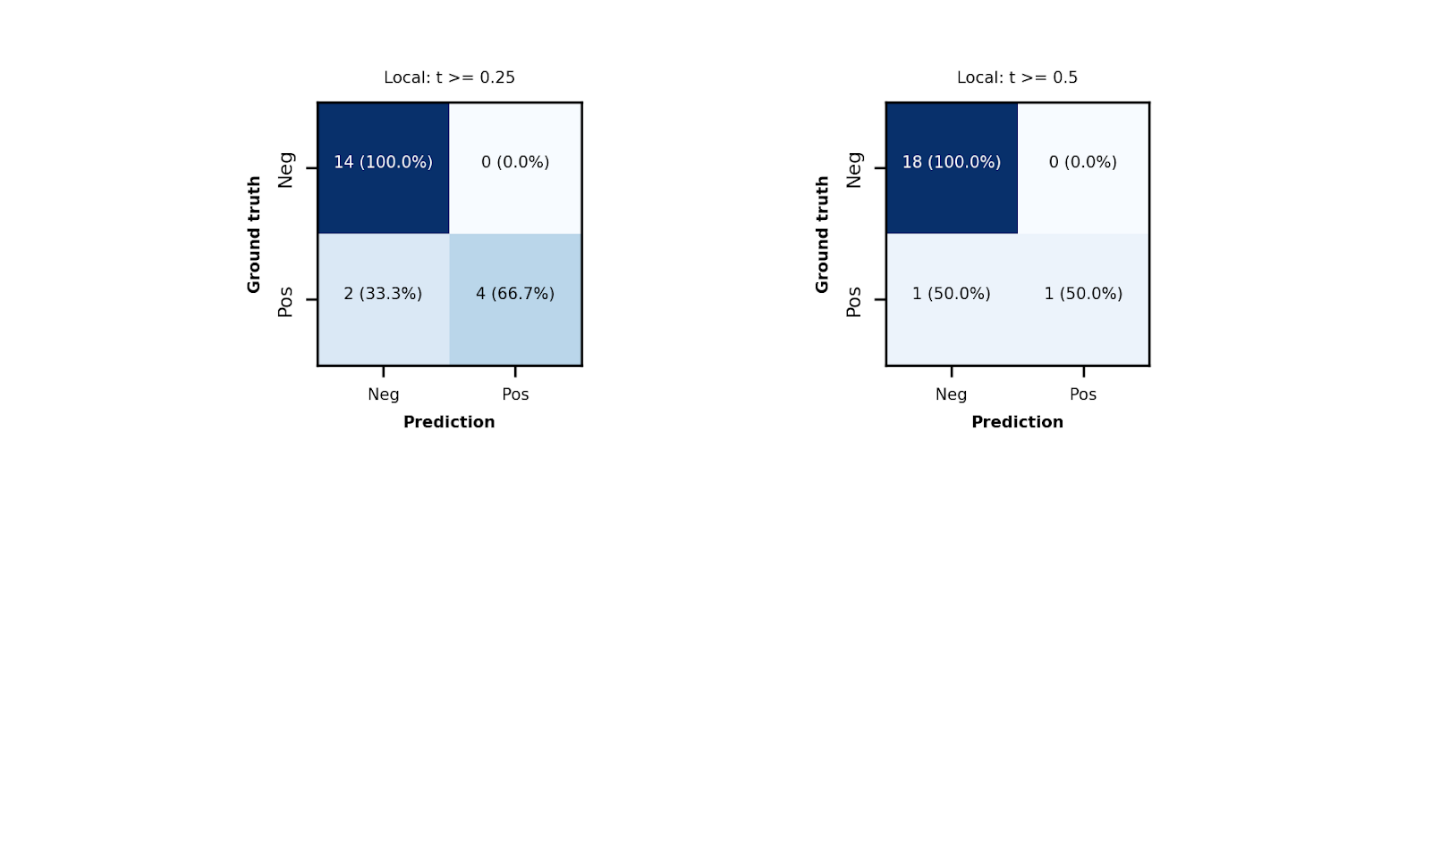 Local: t >= 0.25
Ground truth
Neg
14 (100.0%)
0 (0.0%)
Pos
2 (33.3%)
4 (66.7%)
Neg
Pos
Prediction
Local: t >= 0.5
Ground truth
Neg
18 (100.0%)
0 (0.0%)
Pos
1 (50.0%)
1 (50.0%)
Neg
Pos
Prediction